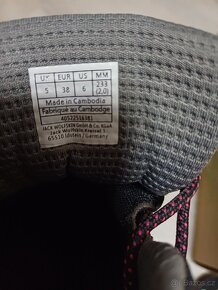 UK EUR US MM
5 38 6 233
(2,0)
Made in Cambodia
Fabriqué au Cambodge
JACK WOLFSKIN GmbH & Co. KGaA
Jack Wolfskin Kreisel 1
65510 Idstein / Germany
Bazoš.cz